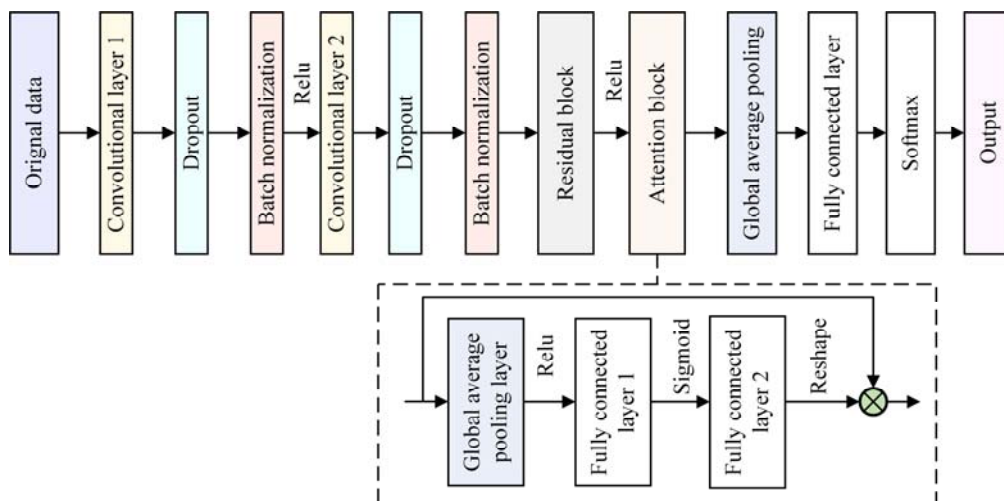 Orignal data
Convolutional layer 1
Dropout
Batch normalization
Relu
Convolutional layer 2
Dropout
Batch normalization
Residual block
Relu
Attention block
Global average pooling
Fully connected layer
Softmax
Output
Global average
pooling layer
Relu
Fully connected
layer 1
Sigmoid
Fully connected
layer 2
Reshape